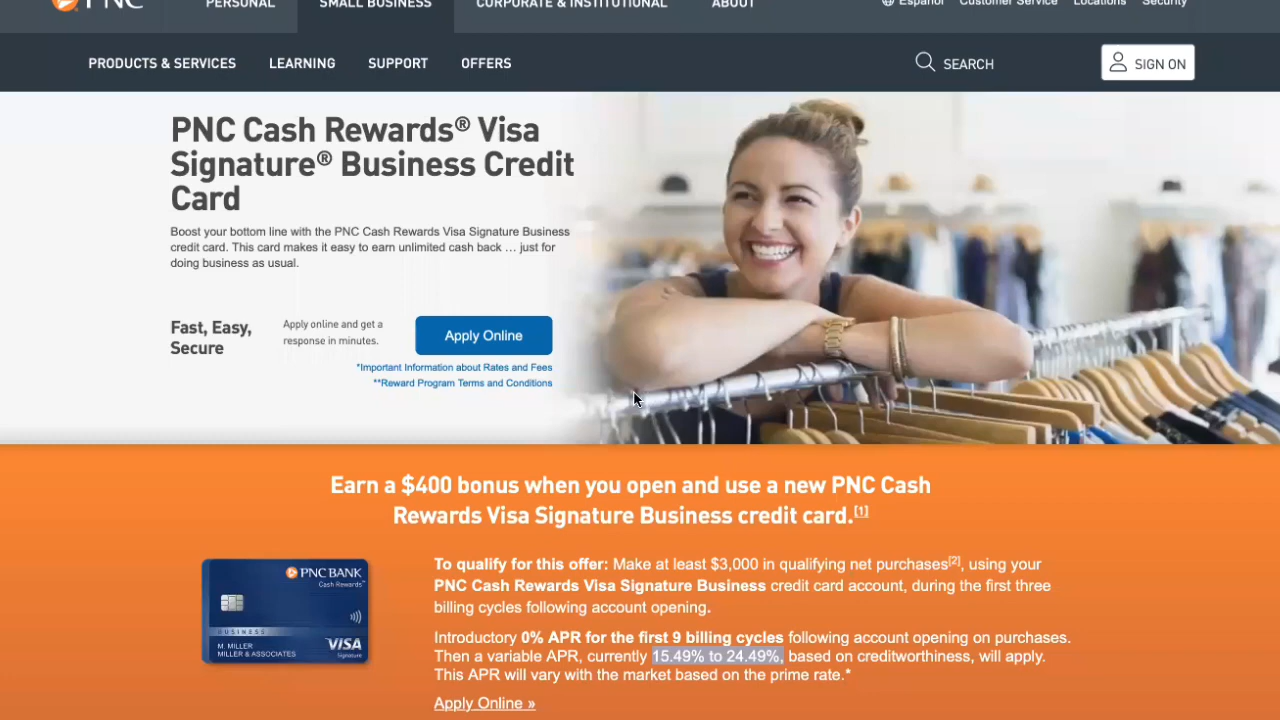 PNC
PERSONAL
SMALL BUSINESS
CORPORATE & INSTITUTIONAL
ABOUT
Español
Customer Service
Locations
Security
PRODUCTS & SERVICES
LEARNING
SUPPORT
OFFERS
SEARCH
SIGN ON
PNC Cash Rewards® Visa
Signature® Business Credit
Card
Boost your bottom line with the PNC Cash Rewards Visa Signature Business
credit card. This card makes it easy to earn unlimited cash back … just for
doing business as usual.
Fast, Easy,
Secure
Apply online and get a
response in minutes.
Apply Online
*Important Information about Rates and Fees
**Reward Program Terms and Conditions
Earn a $400 bonus when you open and use a new PNC Cash
Rewards Visa Signature Business credit card.[1]
PNC BANK
Cash Rewards™
BUSINESS
M. MILLER
MILLER & ASSOCIATES
VISA
Signature
To qualify for this offer: Make at least $3,000 in qualifying net purchases[2], using your
PNC Cash Rewards Visa Signature Business credit card account, during the first three
billing cycles following account opening.
Introductory 0% APR for the first 9 billing cycles following account opening on purchases.
Then a variable APR, currently 15.49% to 24.49%, based on creditworthiness, will apply.
This APR will vary with the market based on the prime rate.*
Apply Online »